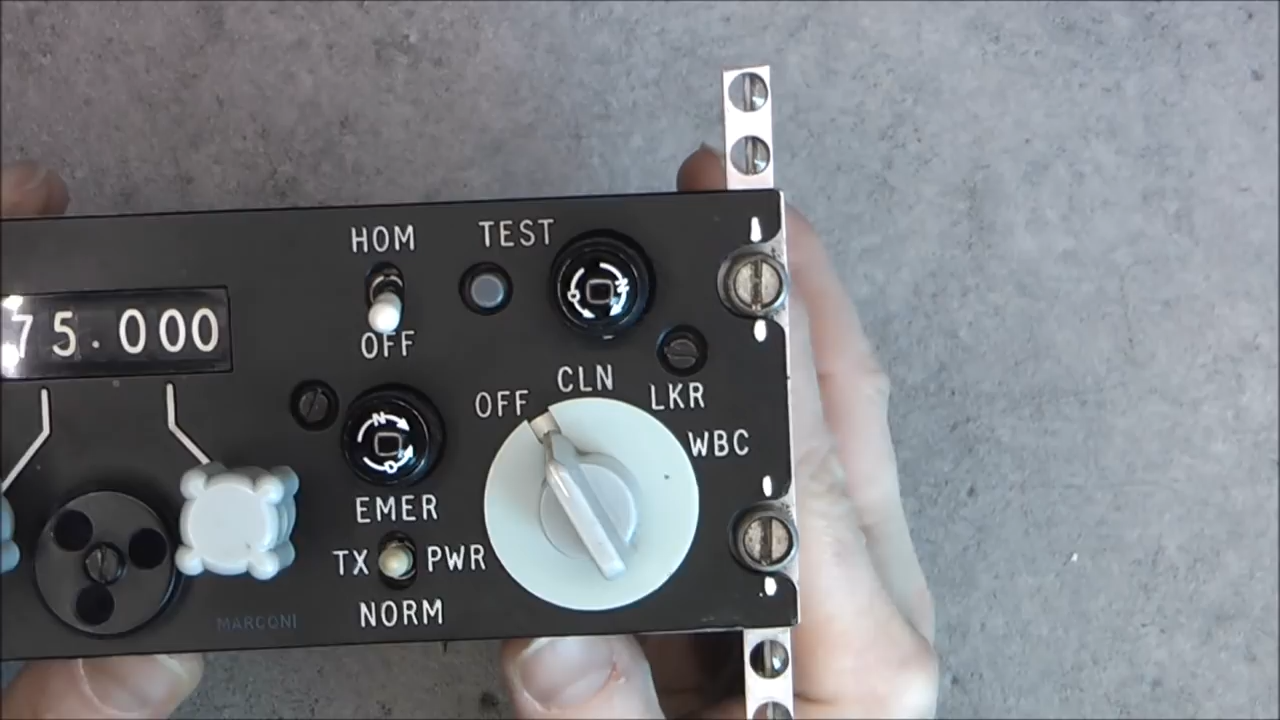 HOM
TEST
75.000
OFF
D N
OFF
CLN
LKR
WBC
N D
EMER
TX
PWR
NORM
MARCONI